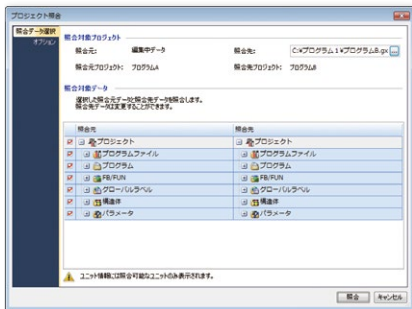 プロジェクト照合
照合データ選択
オプション
照合対象プロジェクト
照合元: 編集中データ 照合先: C:¥プログラム1¥プログラムB.gx ...
照合元プロジェクト: プログラムA 照合先プロジェクト: プログラムB
照合対象データ
選択した照合元データと照合先データを照合します。
照合先データは変更することができます。
照合元 照合先
プロジェクト プロジェクト
プログラムファイル プログラムファイル
プログラム プログラム
FB/FUN FB/FUN
グローバルラベル グローバルラベル
構造体 構造体
パラメータ パラメータ
ユニット情報には照合可能なユニットのみ表示されます。
照合 キャンセル